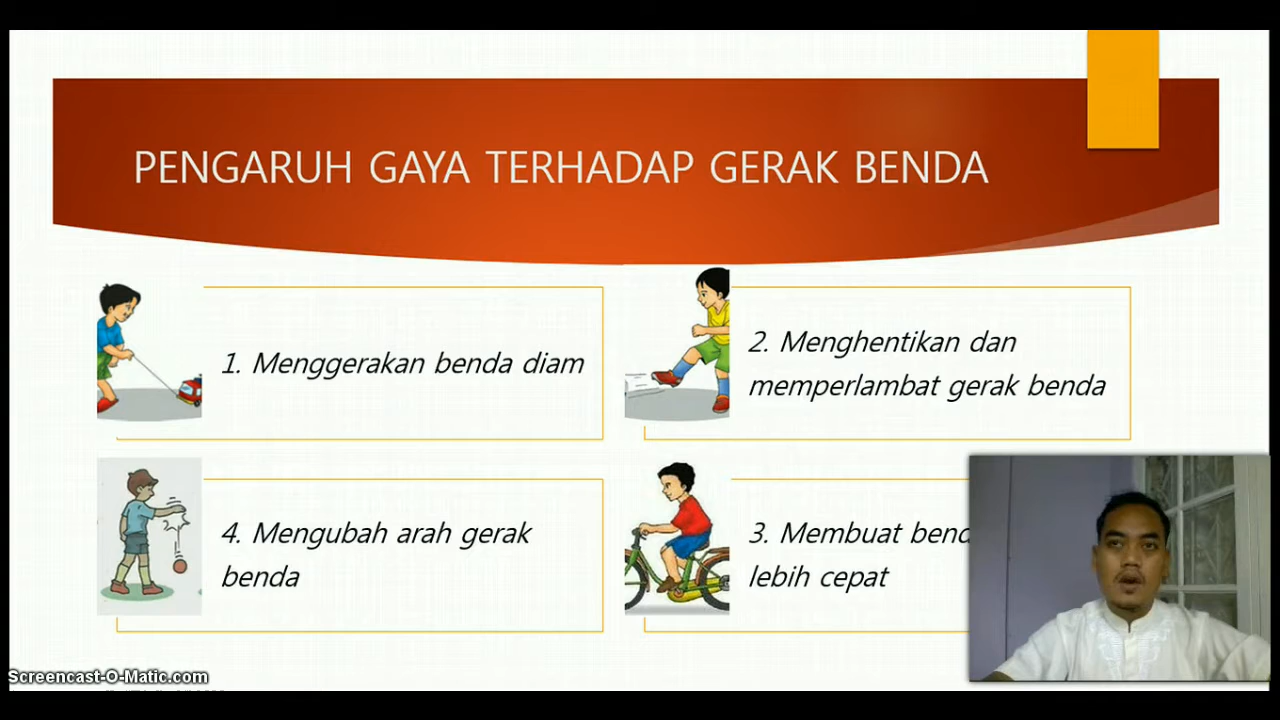 PENGARUH GAYA TERHADAP GERAK BENDA
1. Menggerakan benda diam
2. Menghentikan dan
memperlambat gerak benda
4. Mengubah arah gerak
benda
3. Membuat
lebih cepat
Screencast-O-Matic.com